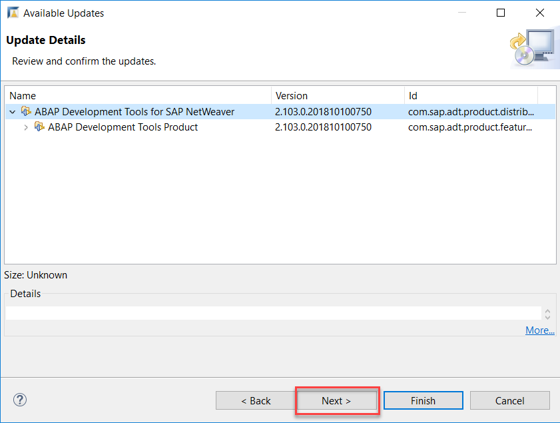 Available Updates
Update Details
Review and confirm the updates.
Name Version Id
ABAP Development Tools for SAP NetWeaver 2.103.0.201810100750 com.sap.adt.product.distrib...
ABAP Development Tools Product 2.103.0.201810100750 com.sap.adt.product.featur...
Size: Unknown
Details
More...
? < Back Next > Finish Cancel